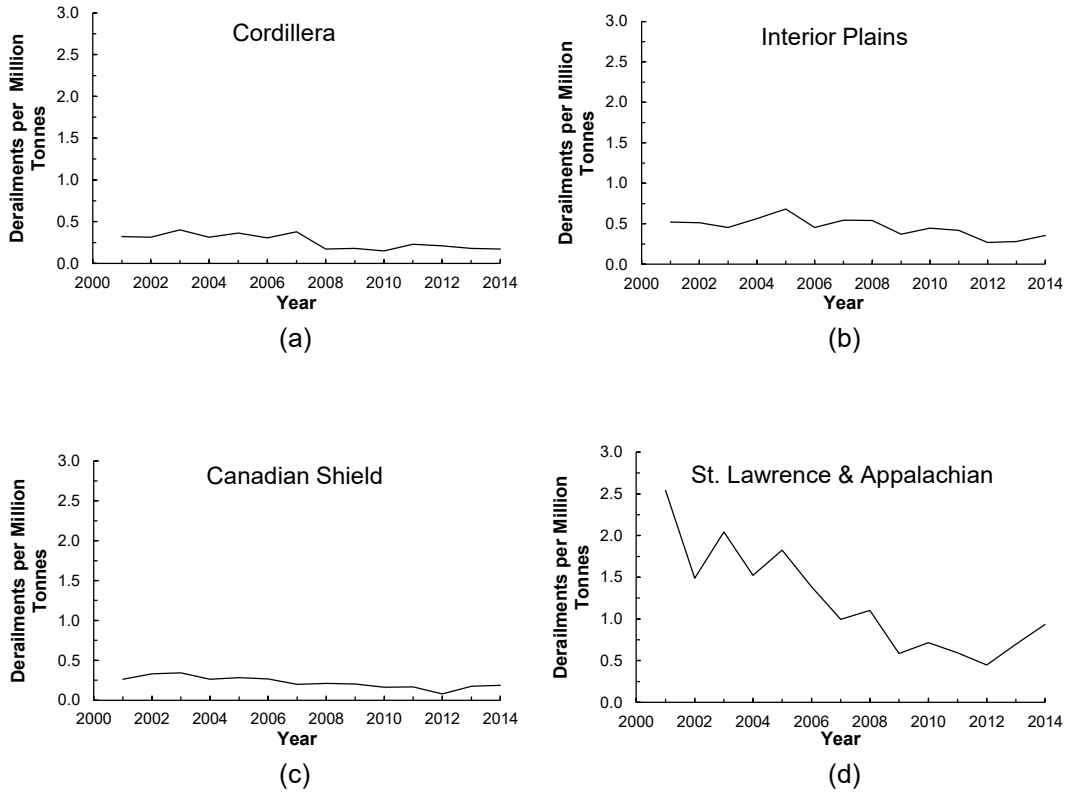 Cordillera
Derailments per Million
Tonnes
3.0
2.5
2.0
1.5
1.0
0.5
0.0
2000 2002 2004 2006 2008 2010 2012 2014
Year
(a)
Interior Plains
Derailments per Million
Tonnes
3.0
2.5
2.0
1.5
1.0
0.5
0.0
2000 2002 2004 2006 2008 2010 2012 2014
Year
(b)
Canadian Shield
Derailments per Million
Tonnes
3.0
2.5
2.0
1.5
1.0
0.5
0.0
2000 2002 2004 2006 2008 2010 2012 2014
Year
(c)
St. Lawrence & Appalachian
Derailments per Million
Tonnes
3.0
2.5
2.0
1.5
1.0
0.5
0.0
2000 2002 2004 2006 2008 2010 2012 2014
Year
(d)